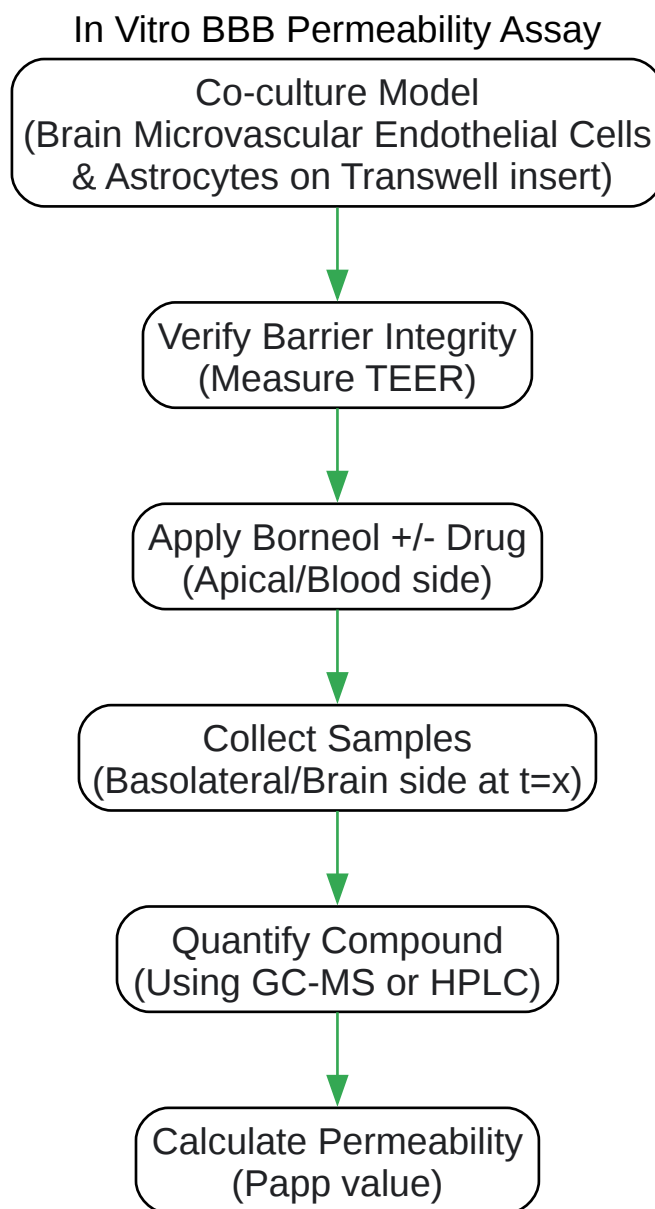 In Vitro BBB Permeability Assay
Co-culture Model
(Brain Microvascular Endothelial Cells
& Astrocytes on Transwell insert)
Verify Barrier Integrity
(Measure TEER)
Apply Borneol +/- Drug
(Apical/Blood side)
Collect Samples
(Basolateral/Brain side at t=x)
Quantify Compound
(Using GC-MS or HPLC)
Calculate Permeability
(Papp value)